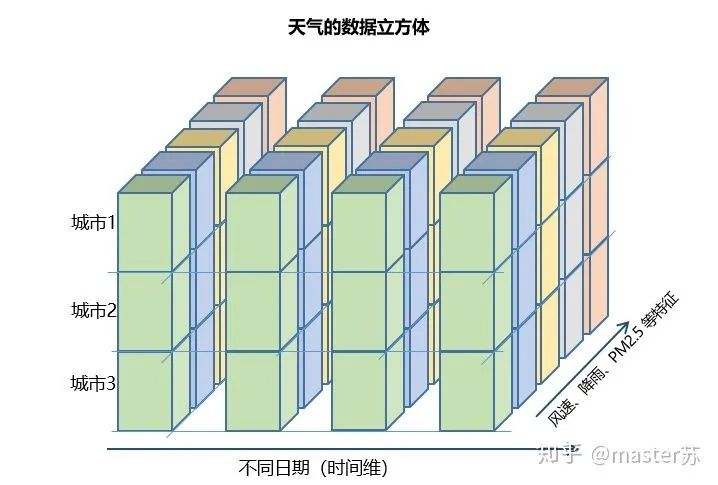 天气的数据立方体
城市1
城市2
城市3
风速、降雨、PM2.5 等特征
不同日期（时间维）
知乎 @master苏